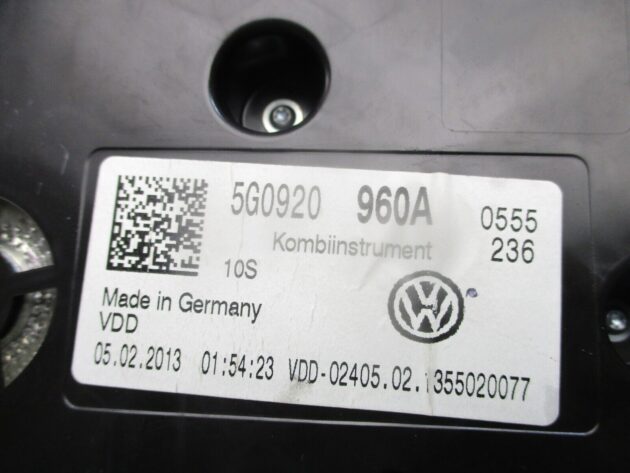 5G0920 960A 0555
Kombiinstrument 236
10S
Made in Germany
VDD
05.02.2013 01:54:23 VDD-02405.02.1355020077